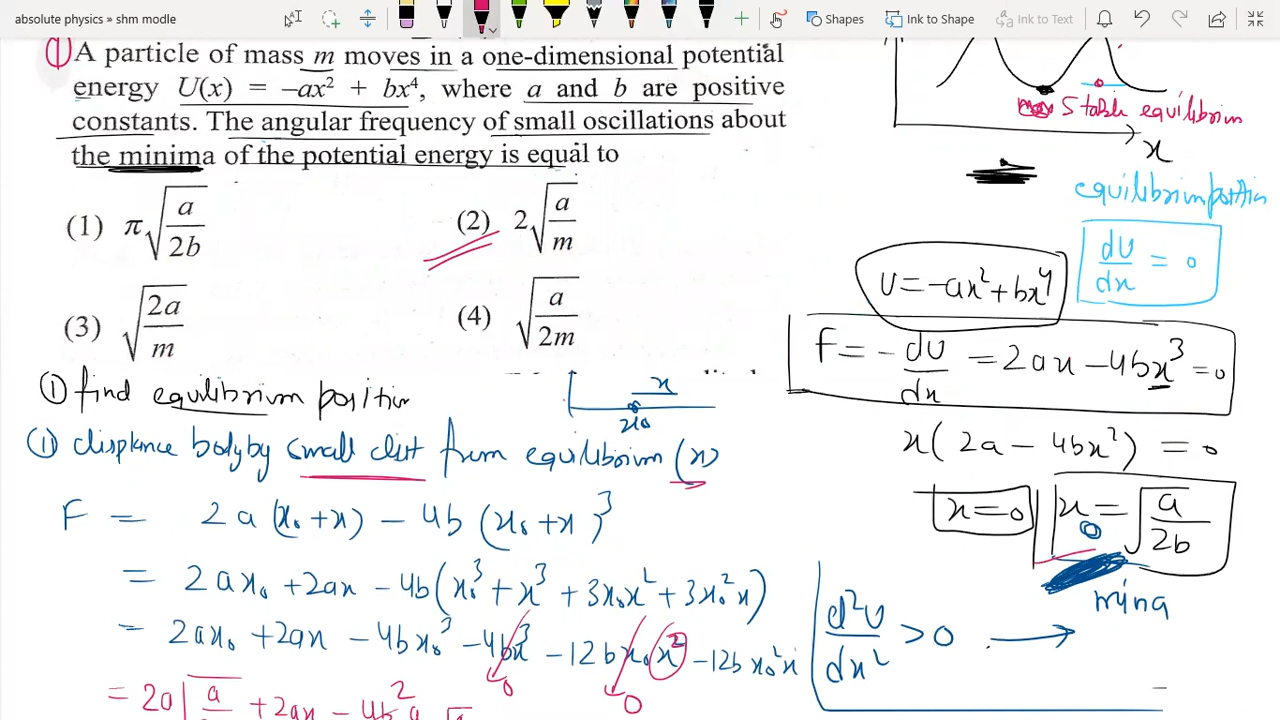 absolute physics » shm modle
Shapes
Ink to Shape
Ink to Text
① A particle of mass m moves in a one-dimensional potential
energy U(x) = –ax² + bx⁴, where a and b are positive
constants. The angular frequency of small oscillations about
the minima of the potential energy is equal to
(1) π√(a/2b)
(2) 2√(a/m)
(3) √(2a/m)
(4) √(a/2m)
Stable equilibrim
x
equilibrium position
dU/dx = 0
U = -ax² + bx⁴
F = -dU/dx = 2ax - 4bx³ = 0
x(2a - 4bx²) = 0
x = 0
x₀ = √(a/2b)
mina
d²U/dx² > 0
① find equilibrium position
x
x₀
① displance body by small dist from equilibrium (x)
F = 2a(x₀+x) - 4b(x₀+x)³
= 2ax₀ + 2ax - 4b(x₀³ + x³ + 3x₀x² + 3x₀²x)
= 2ax₀ + 2ax - 4bx₀³ - 4bx³ - 12bx₀x² - 12bx₀²x
0
0